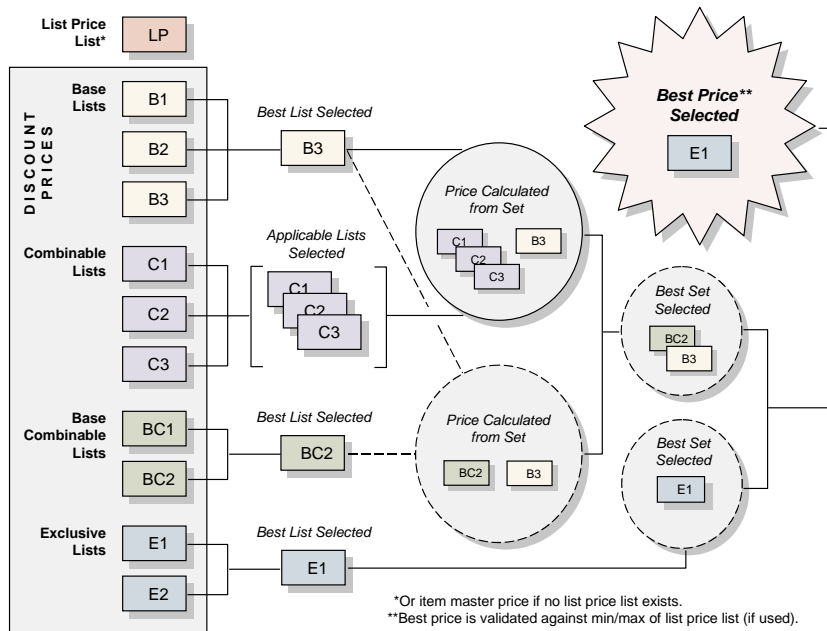 List Price
List*
LP
DISCOUNT
PRICES
Base
Lists
B1
B2
B3
Best List Selected
B3
Combinable
Lists
C1
C2
C3
Applicable Lists
Selected
C1
C2
C3
Base
Combinable
Lists
BC1
BC2
Best List Selected
BC2
Exclusive
Lists
E1
E2
Best List Selected
E1
Price Calculated
from Set
C1
C2
C3
B3
Price Calculated
from Set
BC2
B3
Best Set
Selected
BC2
B3
Best Set
Selected
E1
Best Price**
Selected
E1
*Or item master price if no list price list exists.
**Best price is validated against min/max of list price list (if used).